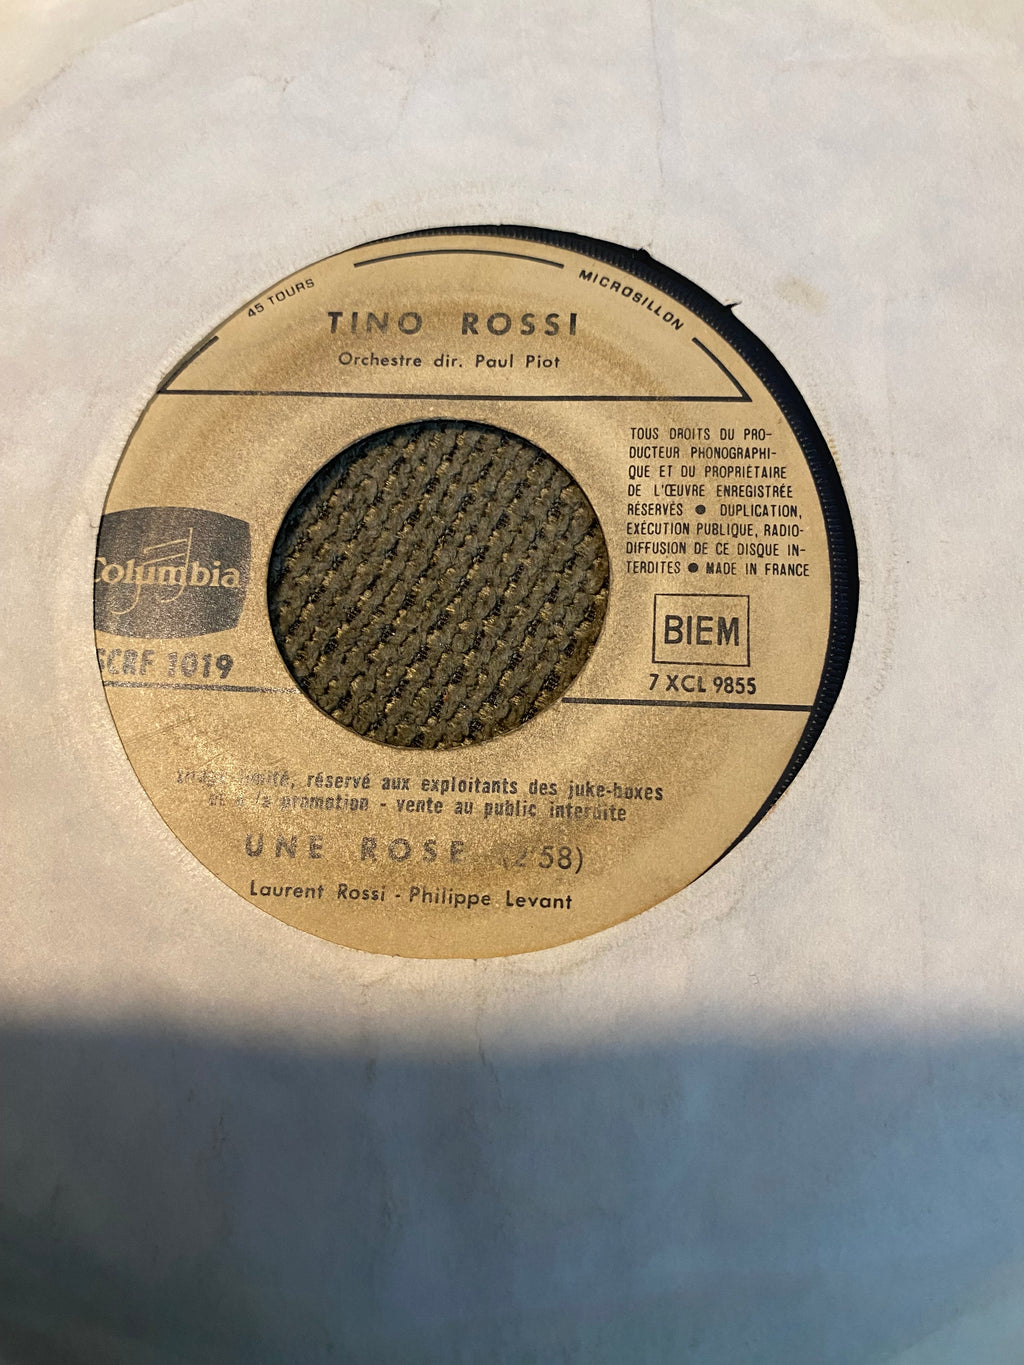 45 TOURS
MICROSILLON
TINO ROSSI
Orchestre dir. Paul Piot
TOUS DROITS DU PRO-
DUCTEUR PHONOGRAPHI-
QUE ET DU PROPRIÉTAIRE
DE L'ŒUVRE ENREGISTRÉE
RÉSERVÉS ● DUPLICATION,
EXÉCUTION PUBLIQUE, RADIO-
DIFFUSION DE CE DISQUE IN-
TERDITES ● MADE IN FRANCE
Columbia
CRF 1019
BIEM
7 XCL 9855
réservé aux exploitants des juke-boxes
promotion - vente au public interdite
UNE ROSE (2'58)
Laurent Rossi - Philippe Levant